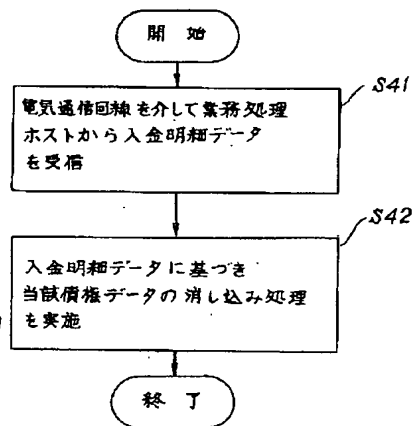 開始
S41
電気通信回線を介して業務処理
ホストから入金明細データ
を受信
S42
入金明細データに基づき
当該債権データの消し込み処理
を実施
終了